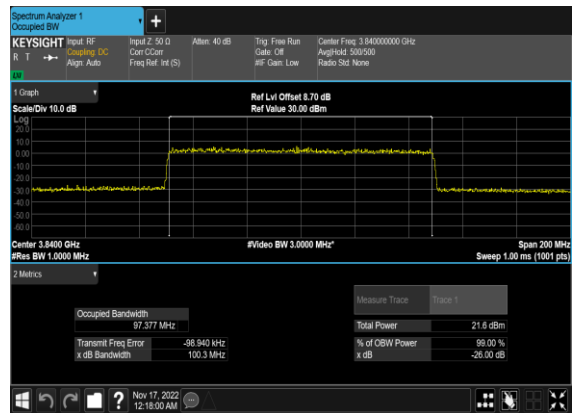 Spectrum Analyzer 1
Occupied BW
+
KEYSIGHT Input: RF Input Z: 50 Ω Atten: 40 dB Trig: Free Run Center Freq: 3.840000000 GHz
R T Coupling: DC Corr CCorr Gate: Off Avg|Hold: 500/500
Align: Auto Freq Ref: Int (S) #IF Gain: Low Radio Std: None
1 Graph
Ref Lvl Offset 8.70 dB
Scale/Div 10.0 dB Ref Value 30.00 dBm
Log
20.0
10.0
0.00
-10.0
-20.0
-30.0
-40.0
-50.0
-60.0
Center 3.8400 GHz #Video BW 3.0000 MHz* Span 200 MHz
#Res BW 1.0000 MHz Sweep 1.00 ms (1001 pts)
2 Metrics
Measure Trace Trace 1
Occupied Bandwidth
97.377 MHz Total Power 21.6 dBm
Transmit Freq Error -98.940 kHz % of OBW Power 99.00 %
x dB Bandwidth 100.3 MHz x dB -26.00 dB
? Nov 17, 2022
12:18:00 AM